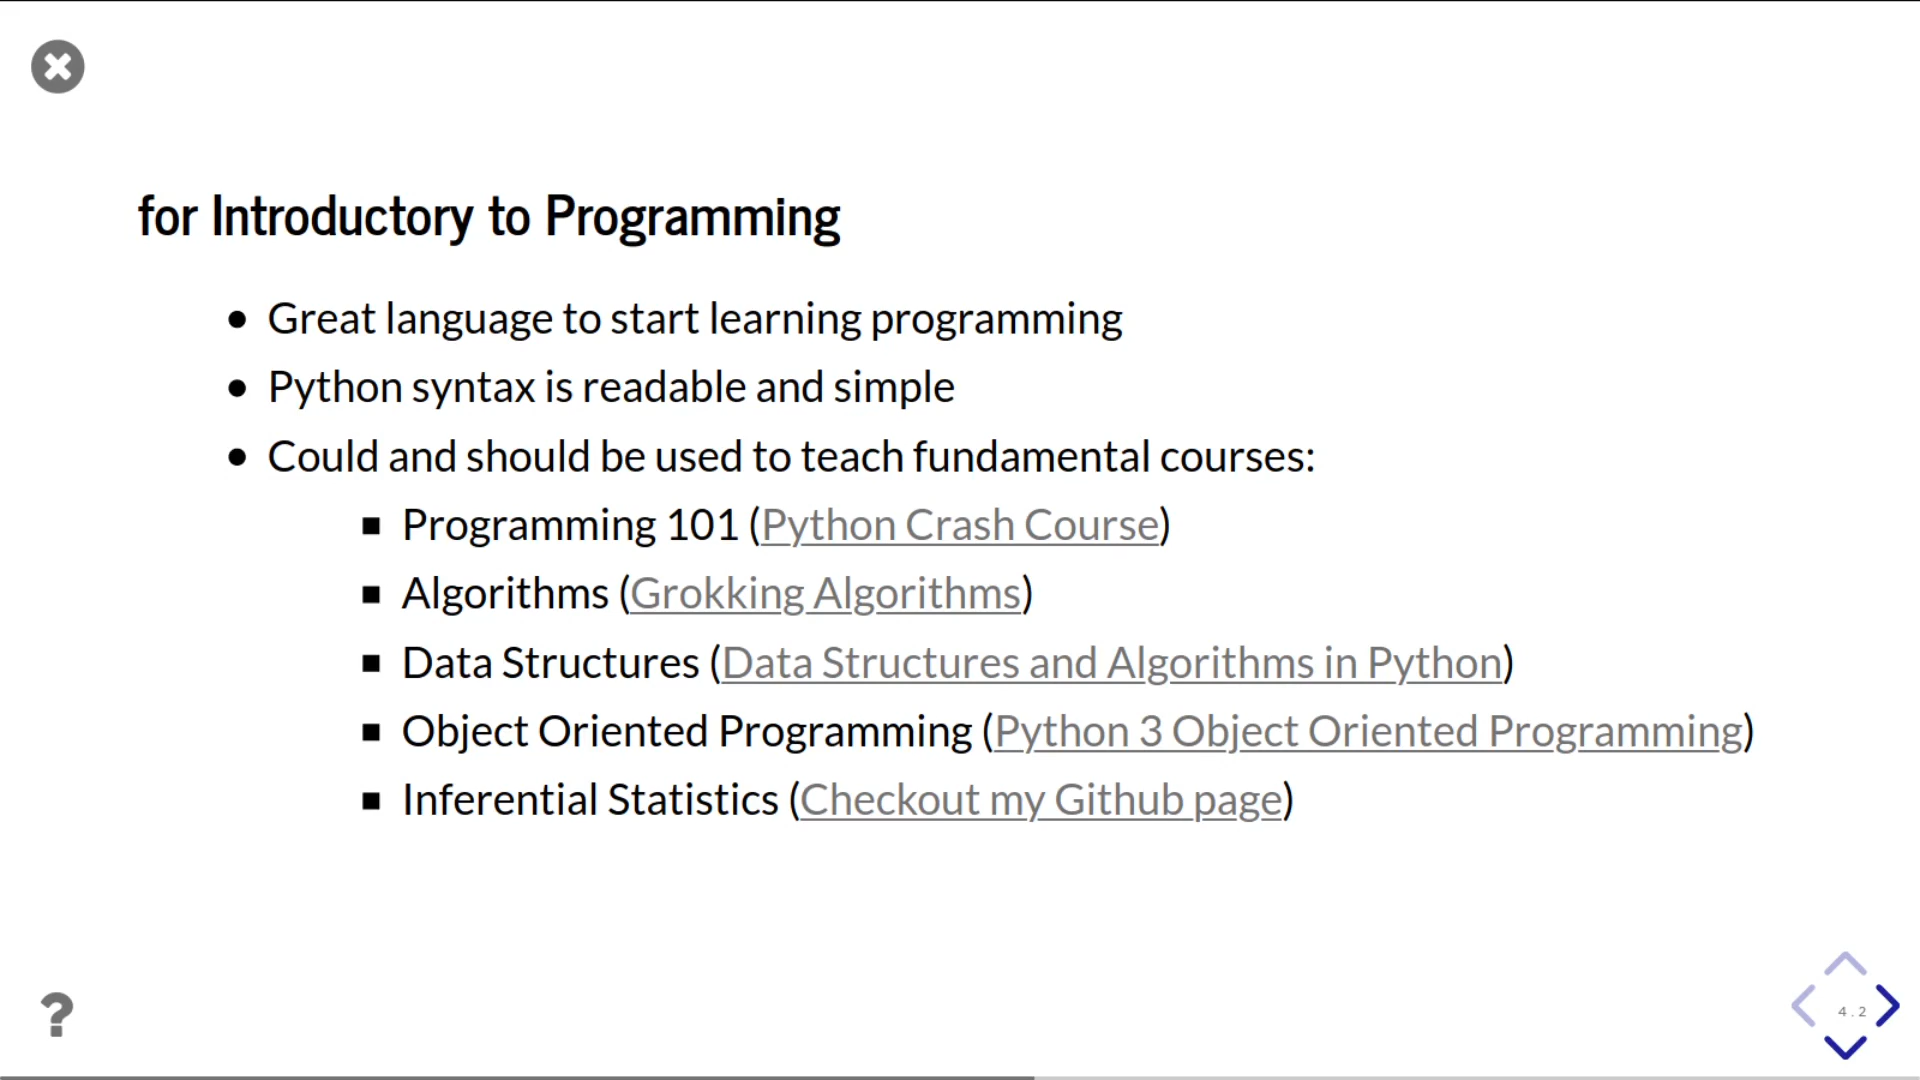 for Introductory to Programming
Great language to start learning programming
Python syntax is readable and simple
Could and should be used to teach fundamental courses:
Programming 101 (Python Crash Course)
Algorithms (Grokking Algorithms)
Data Structures (Data Structures and Algorithms in Python)
Object Oriented Programming (Python 3 Object Oriented Programming)
Inferential Statistics (Checkout my Github page)
?
4.2